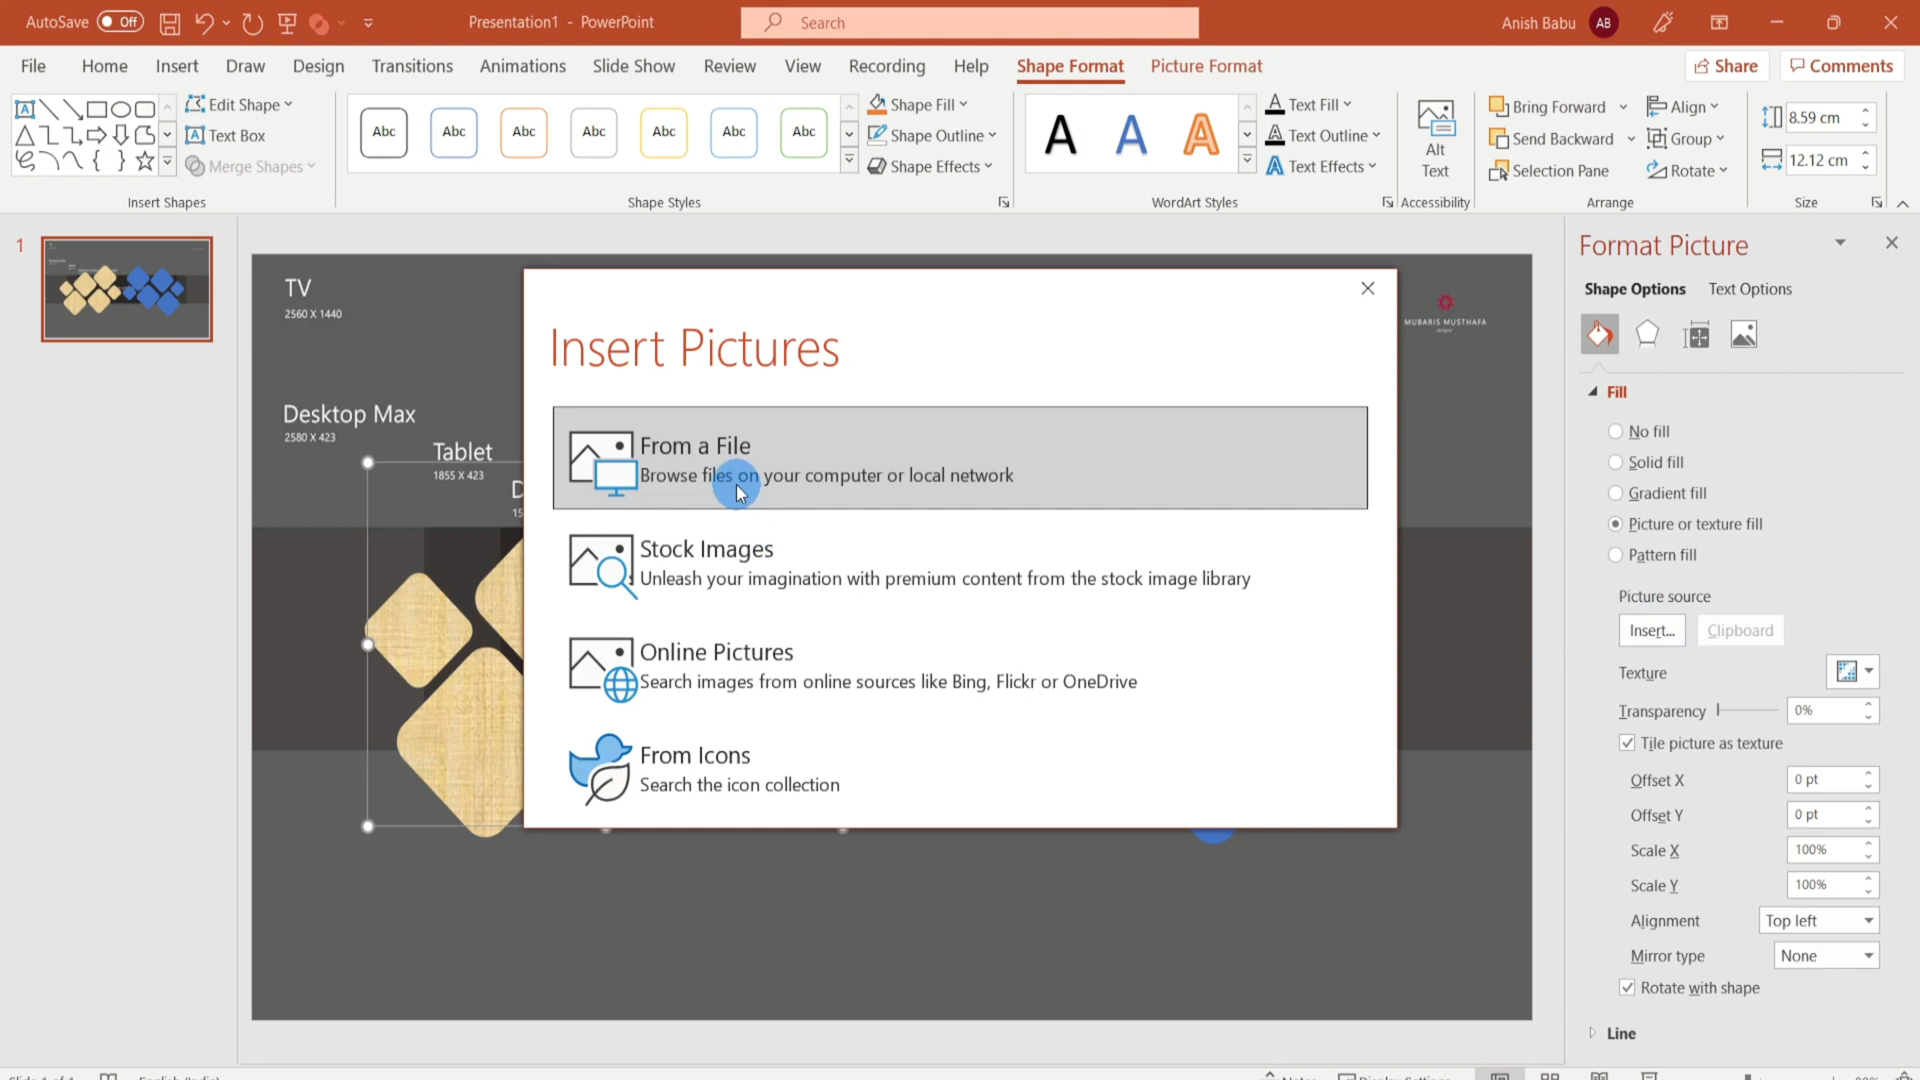 AutoSave Off
Presentation1 - PowerPoint
Search
Anish Babu AB
File Home Insert Draw Design Transitions Animations Slide Show Review View Recording Help Shape Format Picture Format
Share Comments
Edit Shape
Text Box
Merge Shapes
Insert Shapes
Abc Abc Abc Abc Abc Abc Abc
Shape Fill
Shape Outline
Shape Effects
Shape Styles
A A A
Text Fill
Text Outline
Text Effects
WordArt Styles
Alt
Text
Accessibility
Bring Forward
Send Backward
Selection Pane
Align
Group
Rotate
Arrange
8.59 cm
12.12 cm
Size
1
TV
2560 X 1440
Desktop Max
2580 X 423
Tablet
1855 X 423
D
15
MUBARIS MUSTHAFA
Insert Pictures
From a File
Browse files on your computer or local network
Stock Images
Unleash your imagination with premium content from the stock image library
Online Pictures
Search images from online sources like Bing, Flickr or OneDrive
From Icons
Search the icon collection
Format Picture
Shape Options Text Options
Fill
No fill
Solid fill
Gradient fill
Picture or texture fill
Pattern fill
Picture source
Insert... Clipboard
Texture
Transparency 0%
Tile picture as texture
Offset X 0 pt
Offset Y 0 pt
Scale X 100%
Scale Y 100%
Alignment Top left
Mirror type None
Rotate with shape
Line